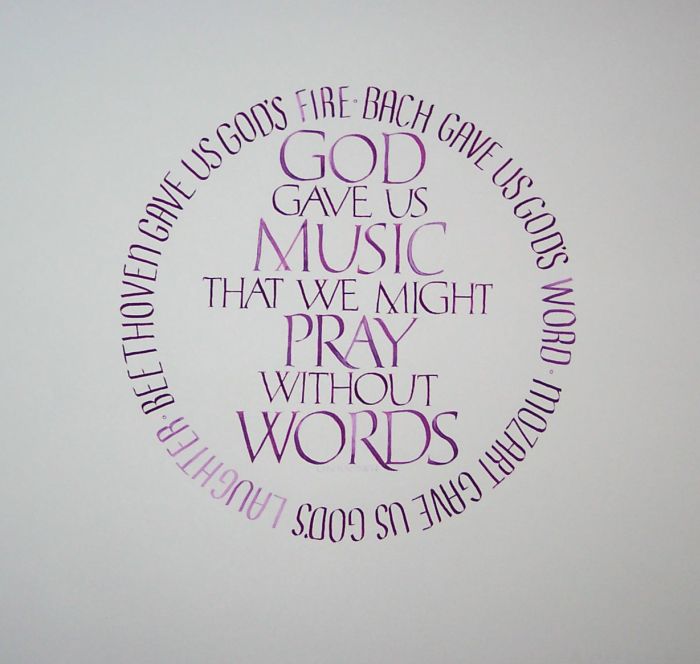 GOD
GAVE US
MUSIC
THAT WE MIGHT
PRAY
WITHOUT
WORDS
BACH GAVE US GOD'S WORD · MOZART GAVE US GOD'S LAUGHTER · BEETHOVEN GAVE US GOD'S FIRE ·